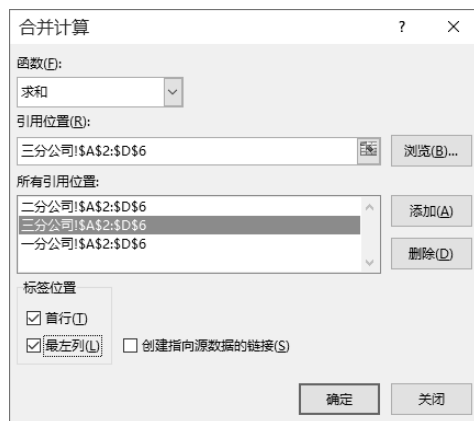 合并计算 ? ×
函数(F):
求和
引用位置(R):
三分公司!$A$2:$D$6 浏览(B)...
所有引用位置:
二分公司!$A$2:$D$6 添加(A)
三分公司!$A$2:$D$6
一分公司!$A$2:$D$6 删除(D)
标签位置
首行(T)
最左列(L) 创建指向源数据的链接(S)
确定 关闭